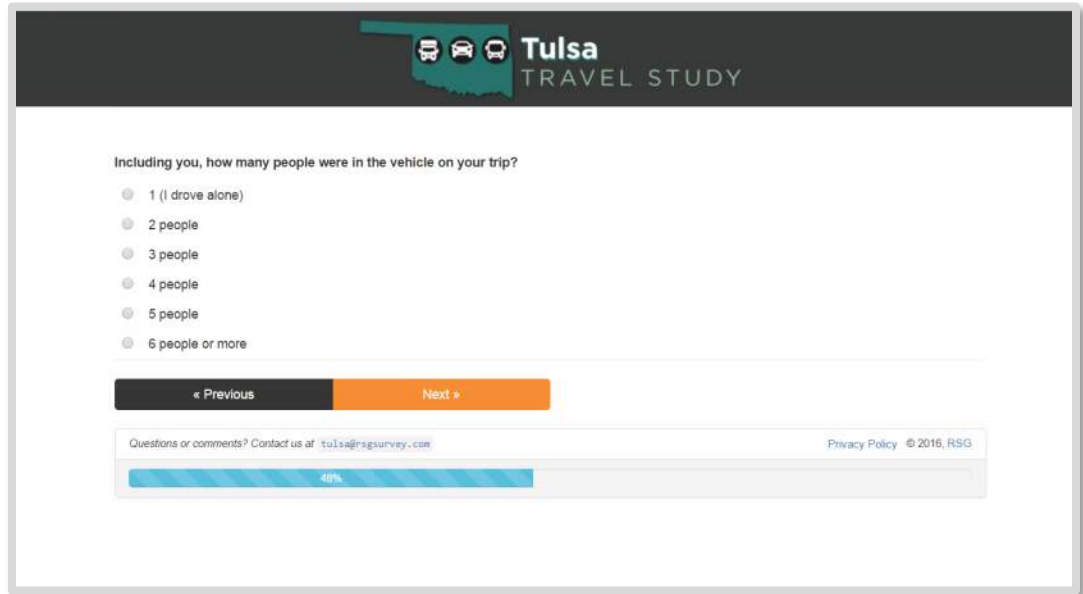 Tulsa
TRAVEL STUDY
Including you, how many people were in the vehicle on your trip?
1 (I drove alone)
2 people
3 people
4 people
5 people
6 people or more
« Previous Next »
Questions or comments? Contact us at tulsa@rsgsurvey.com Privacy Policy © 2016, RSG
48%